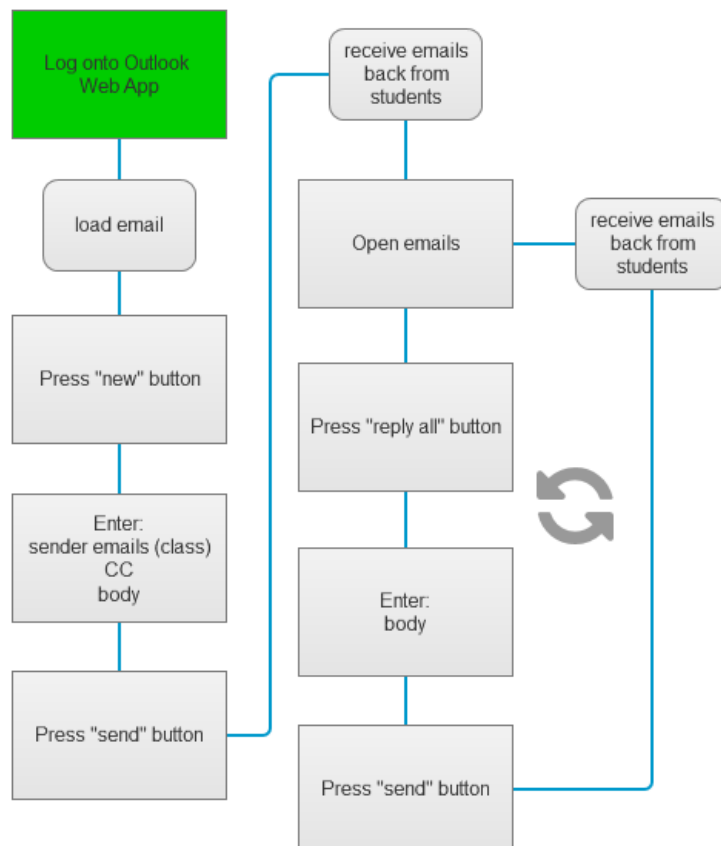 Log onto Outlook
Web App
load email
Press "new" button
Enter:
sender emails (class)
CC
body
Press "send" button
receive emails
back from
students
Open emails
Press "reply all" button
Enter:
body
Press "send" button
receive emails
back from
students